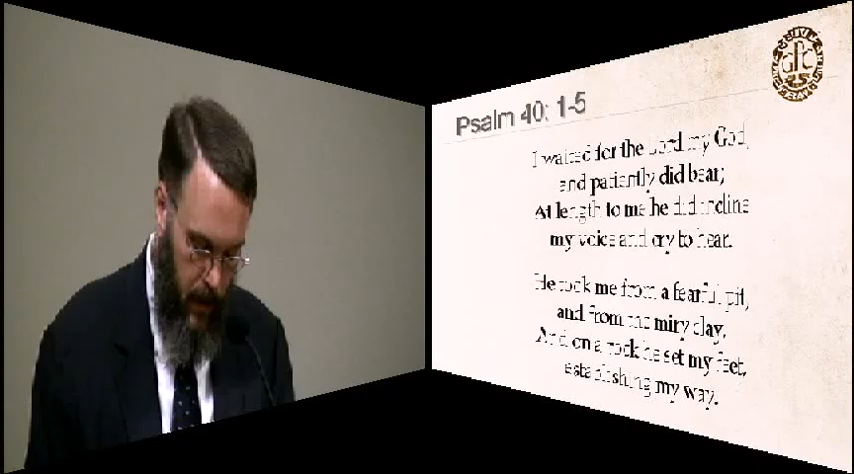 Psalm 40: 1-5
I waited for the Lord my God,
and patiently did bear;
At length to me he did incline
my voice and cry to hear.
He took me from a fearful pit,
and from the miry clay,
And on a rock he set my feet,
establishing my way.
GPC